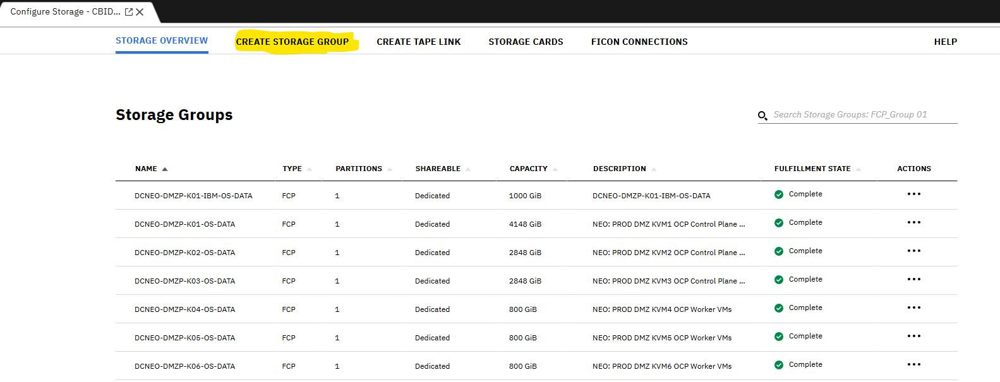 Configure Storage - CBID...
STORAGE OVERVIEW CREATE STORAGE GROUP CREATE TAPE LINK STORAGE CARDS FICON CONNECTIONS HELP
Storage Groups
Search Storage Groups: FCP_Group 01
NAME TYPE PARTITIONS SHAREABLE CAPACITY DESCRIPTION FULFILLMENT STATE ACTIONS
DCNEO-DMZP-K01-IBM-OS-DATA FCP 1 Dedicated 1000 GiB DCNEO-DMZP-K01-IBM-OS-DATA Complete
DCNEO-DMZP-K01-OS-DATA FCP 1 Dedicated 4148 GiB NEO: PROD DMZ KVM1 OCP Control Plane ... Complete
DCNEO-DMZP-K02-OS-DATA FCP 1 Dedicated 2848 GiB NEO: PROD DMZ KVM2 OCP Control Plane ... Complete
DCNEO-DMZP-K03-OS-DATA FCP 1 Dedicated 2848 GiB NEO: PROD DMZ KVM3 OCP Control Plane ... Complete
DCNEO-DMZP-K04-OS-DATA FCP 1 Dedicated 800 GiB NEO: PROD DMZ KVM4 OCP Worker VMs Complete
DCNEO-DMZP-K05-OS-DATA FCP 1 Dedicated 800 GiB NEO: PROD DMZ KVM5 OCP Worker VMs Complete
DCNEO-DMZP-K06-OS-DATA FCP 1 Dedicated 800 GiB NEO: PROD DMZ KVM6 OCP Worker VMs Complete